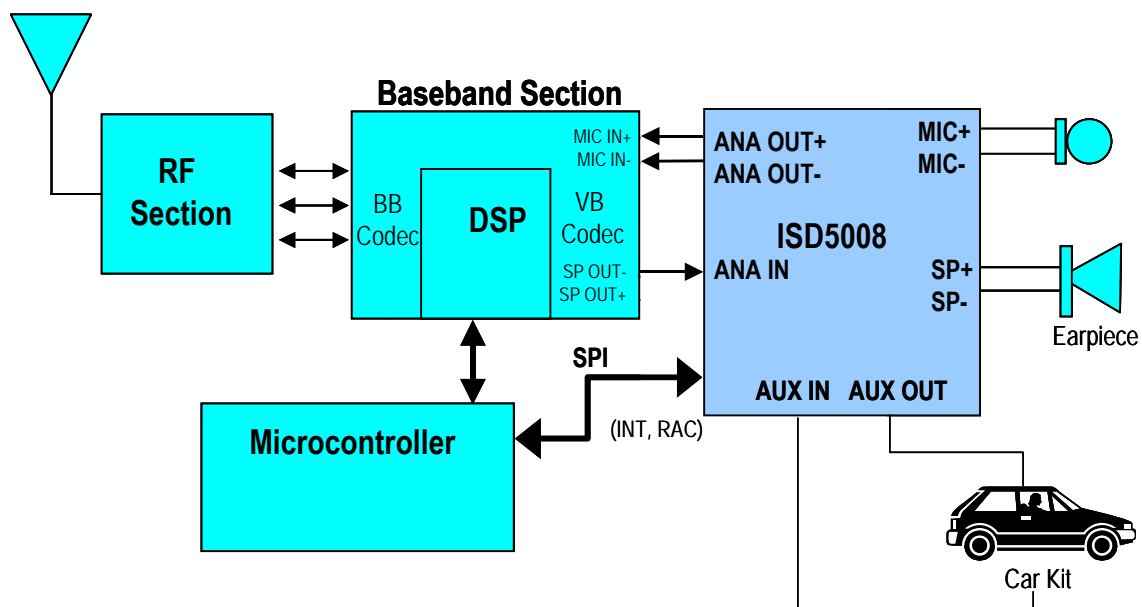 Baseband Section
RF
Section
BB
Codec
DSP
MIC IN+
MIC IN-
VB
Codec
SP OUT-
SP OUT+
ANA OUT+
ANA OUT-
ISD5008
ANA IN
MIC+
MIC-
SP+
SP-
AUX IN AUX OUT
Earpiece
SPI
(INT, RAC)
Microcontroller
Car Kit